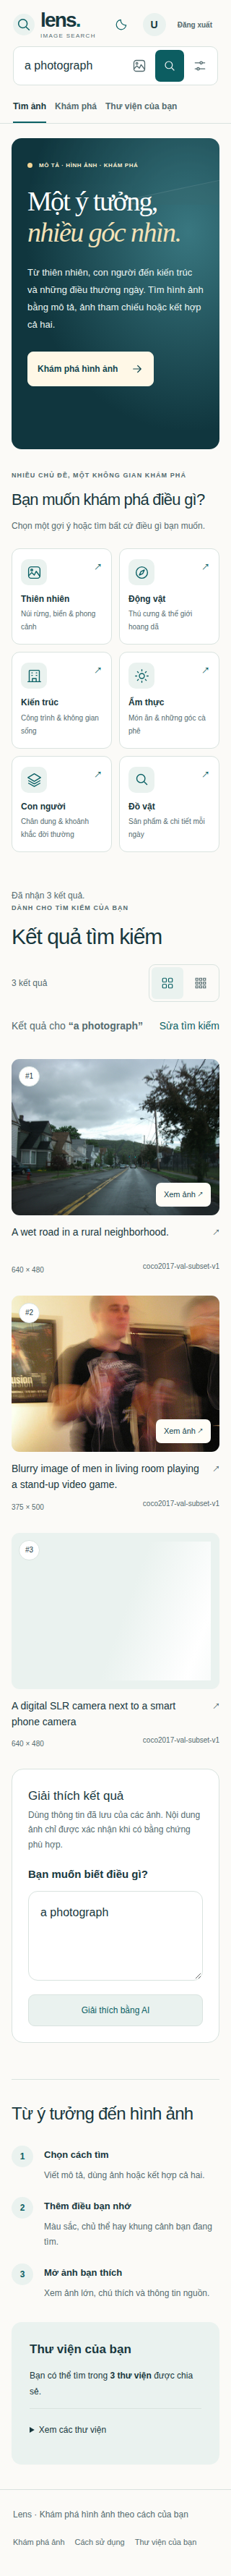 lens.
IMAGE SEARCH
U
Đăng xuất
a photograph
Tìm ảnh
Khám phá
Thư viện của bạn
MÔ TẢ · HÌNH ẢNH · KHÁM PHÁ
Một ý tưởng,
nhiều góc nhìn.
Từ thiên nhiên, con người đến kiến trúc
và những điều thường ngày. Tìm hình ảnh
bằng mô tả, ảnh tham chiếu hoặc kết hợp
cả hai.
Khám phá hình ảnh →
NHIỀU CHỦ ĐỀ, MỘT KHÔNG GIAN KHÁM PHÁ
Bạn muốn khám phá điều gì?
Chọn một gợi ý hoặc tìm bất cứ điều gì bạn muốn.
↗
Thiên nhiên
Núi rừng, biển & phong
cảnh
↗
Động vật
Thú cưng & thế giới
hoang dã
↗
Kiến trúc
Công trình & không gian
sống
↗
Ẩm thực
Món ăn & những góc cà
phê
↗
Con người
Chân dung & khoảnh
khắc đời thường
↗
Đồ vật
Sản phẩm & chi tiết mỗi
ngày
Đã nhận 3 kết quả.
DÀNH CHO TÌM KIẾM CỦA BẠN
Kết quả tìm kiếm
3 kết quả
Kết quả cho “a photograph”
Sửa tìm kiếm
#1
Xem ảnh ↗
A wet road in a rural neighborhood. ↗
640 × 480
coco2017-val-subset-v1
#2
Xem ảnh ↗
Blurry image of men in living room playing ↗
a stand-up video game.
375 × 500
coco2017-val-subset-v1
#3
A digital SLR camera next to a smart ↗
phone camera
640 × 480
coco2017-val-subset-v1
Giải thích kết quả
Dùng thông tin đã lưu của các ảnh. Nội dung
ảnh chỉ được xác nhận khi có bằng chứng
phù hợp.
Bạn muốn biết điều gì?
a photograph
Giải thích bằng AI
Từ ý tưởng đến hình ảnh
1
Chọn cách tìm
Viết mô tả, dùng ảnh hoặc kết hợp cả hai.
2
Thêm điều bạn nhớ
Màu sắc, chủ thể hay khung cảnh bạn đang
tìm.
3
Mở ảnh bạn thích
Xem ảnh lớn, chú thích và thông tin nguồn.
Thư viện của bạn
Bạn có thể tìm trong 3 thư viện được chia
sẻ.
▶ Xem các thư viện
Lens · Khám phá hình ảnh theo cách của bạn
Khám phá ảnh
Cách sử dụng
Thư viện của bạn